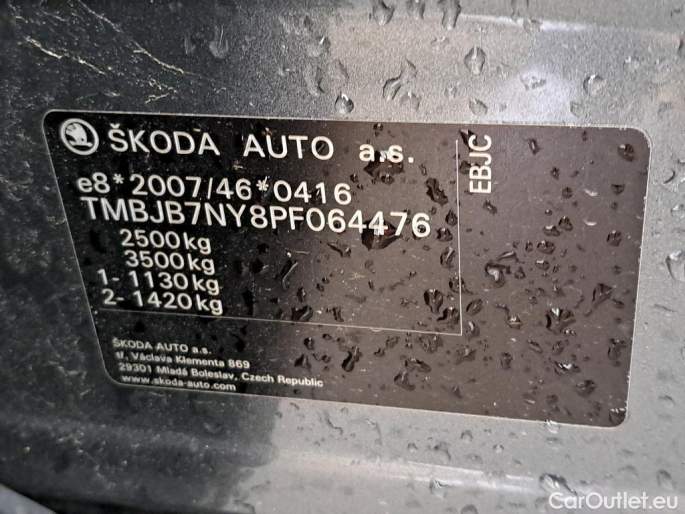 ŠKODA AUTO a.s.
EBJC
e8*2007/46*0416
TMBJB7NY8PF064476
2500kg
3500kg
1- 1130kg
2- 1420kg
ŠKODA AUTO a.s.
tř. Václava Klementa 869
29301 Mladá Boleslav, Czech Republic
www.skoda-auto.com
CarOutlet.eu